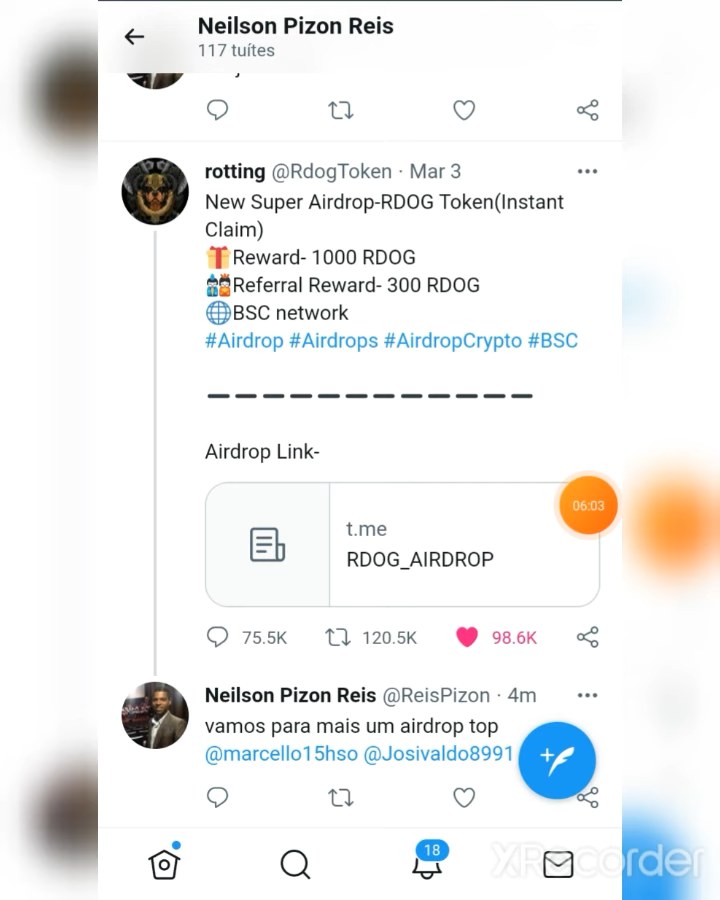 Neilson Pizon Reis
117 tuítes
rotting @RdogToken · Mar 3
New Super Airdrop-RDOG Token(Instant
Claim)
🎁Reward- 1000 RDOG
🎎Referral Reward- 300 RDOG
🌐BSC network
#Airdrop #Airdrops #AirdropCrypto #BSC
— — — — — — — — — — — —
Airdrop Link-
06:03
t.me
RDOG_AIRDROP
75.5K 120.5K 98.6K
Neilson Pizon Reis @ReisPizon · 4m
vamos para mais um airdrop top
@marcello15hso @Josivaldo8991
18
XRecorder